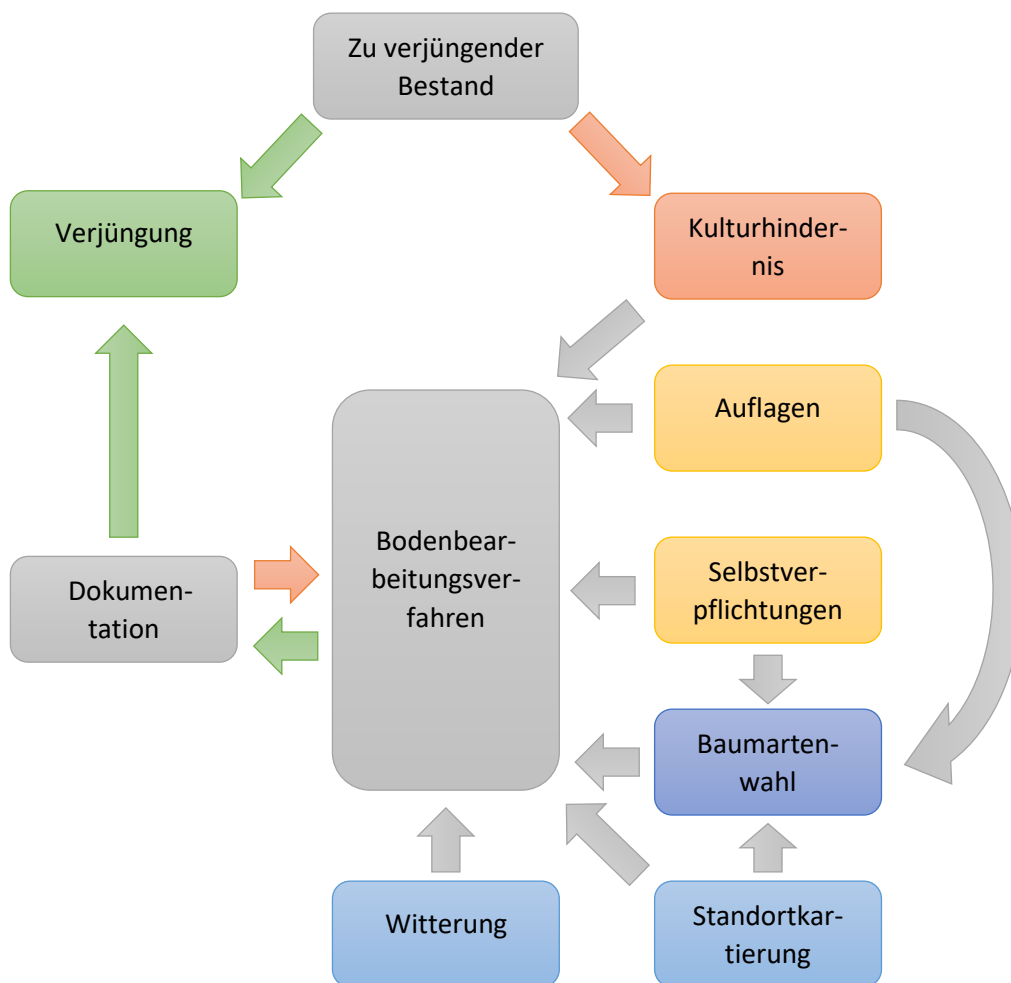 Zu verjüngender
Bestand
Verjüngung
Kulturhinder-
nis
Auflagen
Bodenbear-
beitungsver-
fahren
Selbstver-
pflichtungen
Dokumen-
tation
Baumarten-
wahl
Witterung
Standortkar-
tierung